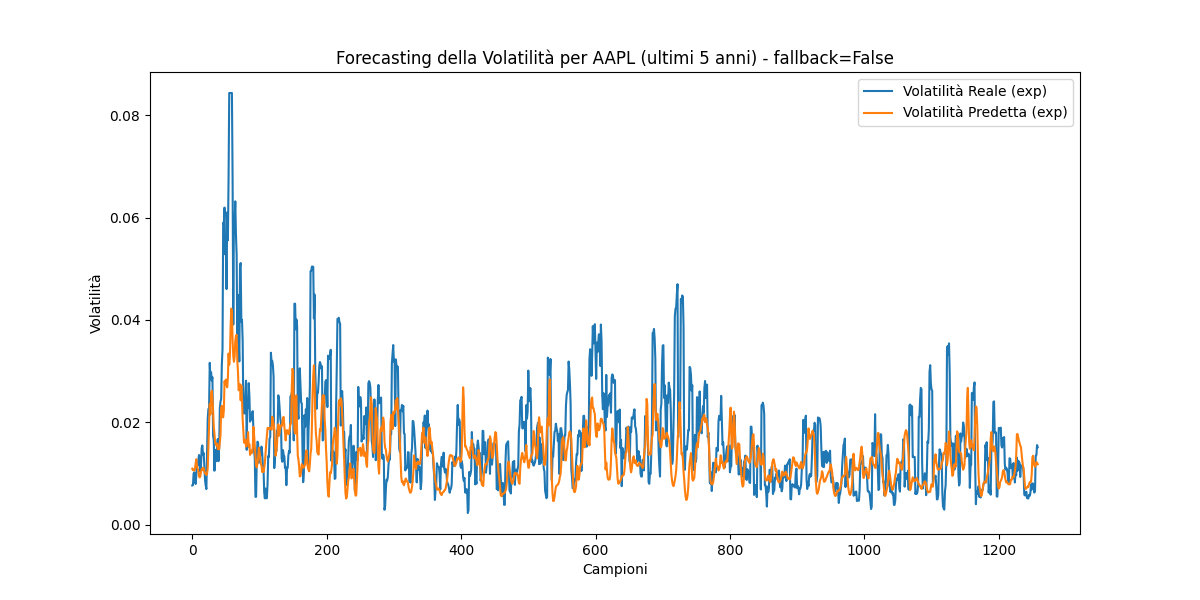 Forecasting della Volatilità per AAPL (ultimi 5 anni) - fallback=False
Volatilità Reale (exp)
Volatilità Predetta (exp)
0.08
0.06
0.04
0.02
0.00
Volatilità
0 200 400 600 800 1000 1200
Campioni